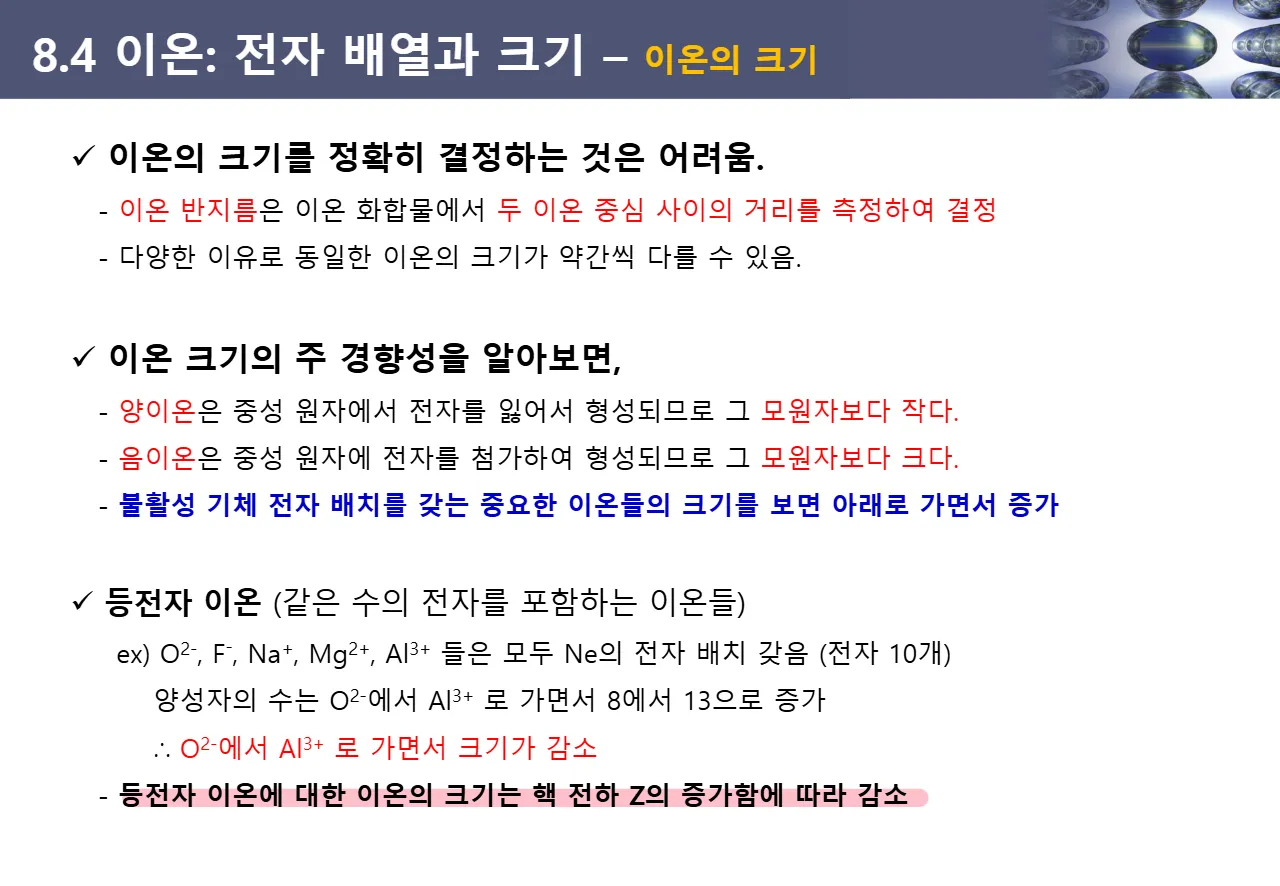 8.4 이온: 전자 배열과 크기 – 이온의 크기
✓ 이온의 크기를 정확히 결정하는 것은 어려움.
- 이온 반지름은 이온 화합물에서 두 이온 중심 사이의 거리를 측정하여 결정
- 다양한 이유로 동일한 이온의 크기가 약간씩 다를 수 있음.
✓ 이온 크기의 주 경향성을 알아보면,
- 양이온은 중성 원자에서 전자를 잃어서 형성되므로 그 모원자보다 작다.
- 음이온은 중성 원자에 전자를 첨가하여 형성되므로 그 모원자보다 크다.
- 불활성 기체 전자 배치를 갖는 중요한 이온들의 크기를 보면 아래로 가면서 증가
✓ 등전자 이온 (같은 수의 전자를 포함하는 이온들)
ex) O²⁻, F⁻, Na⁺, Mg²⁺, Al³⁺ 들은 모두 Ne의 전자 배치 갖음 (전자 10개)
양성자의 수는 O²⁻에서 Al³⁺ 로 가면서 8에서 13으로 증가
∴ O²⁻에서 Al³⁺ 로 가면서 크기가 감소
- 등전자 이온에 대한 이온의 크기는 핵 전하 Z의 증가함에 따라 감소